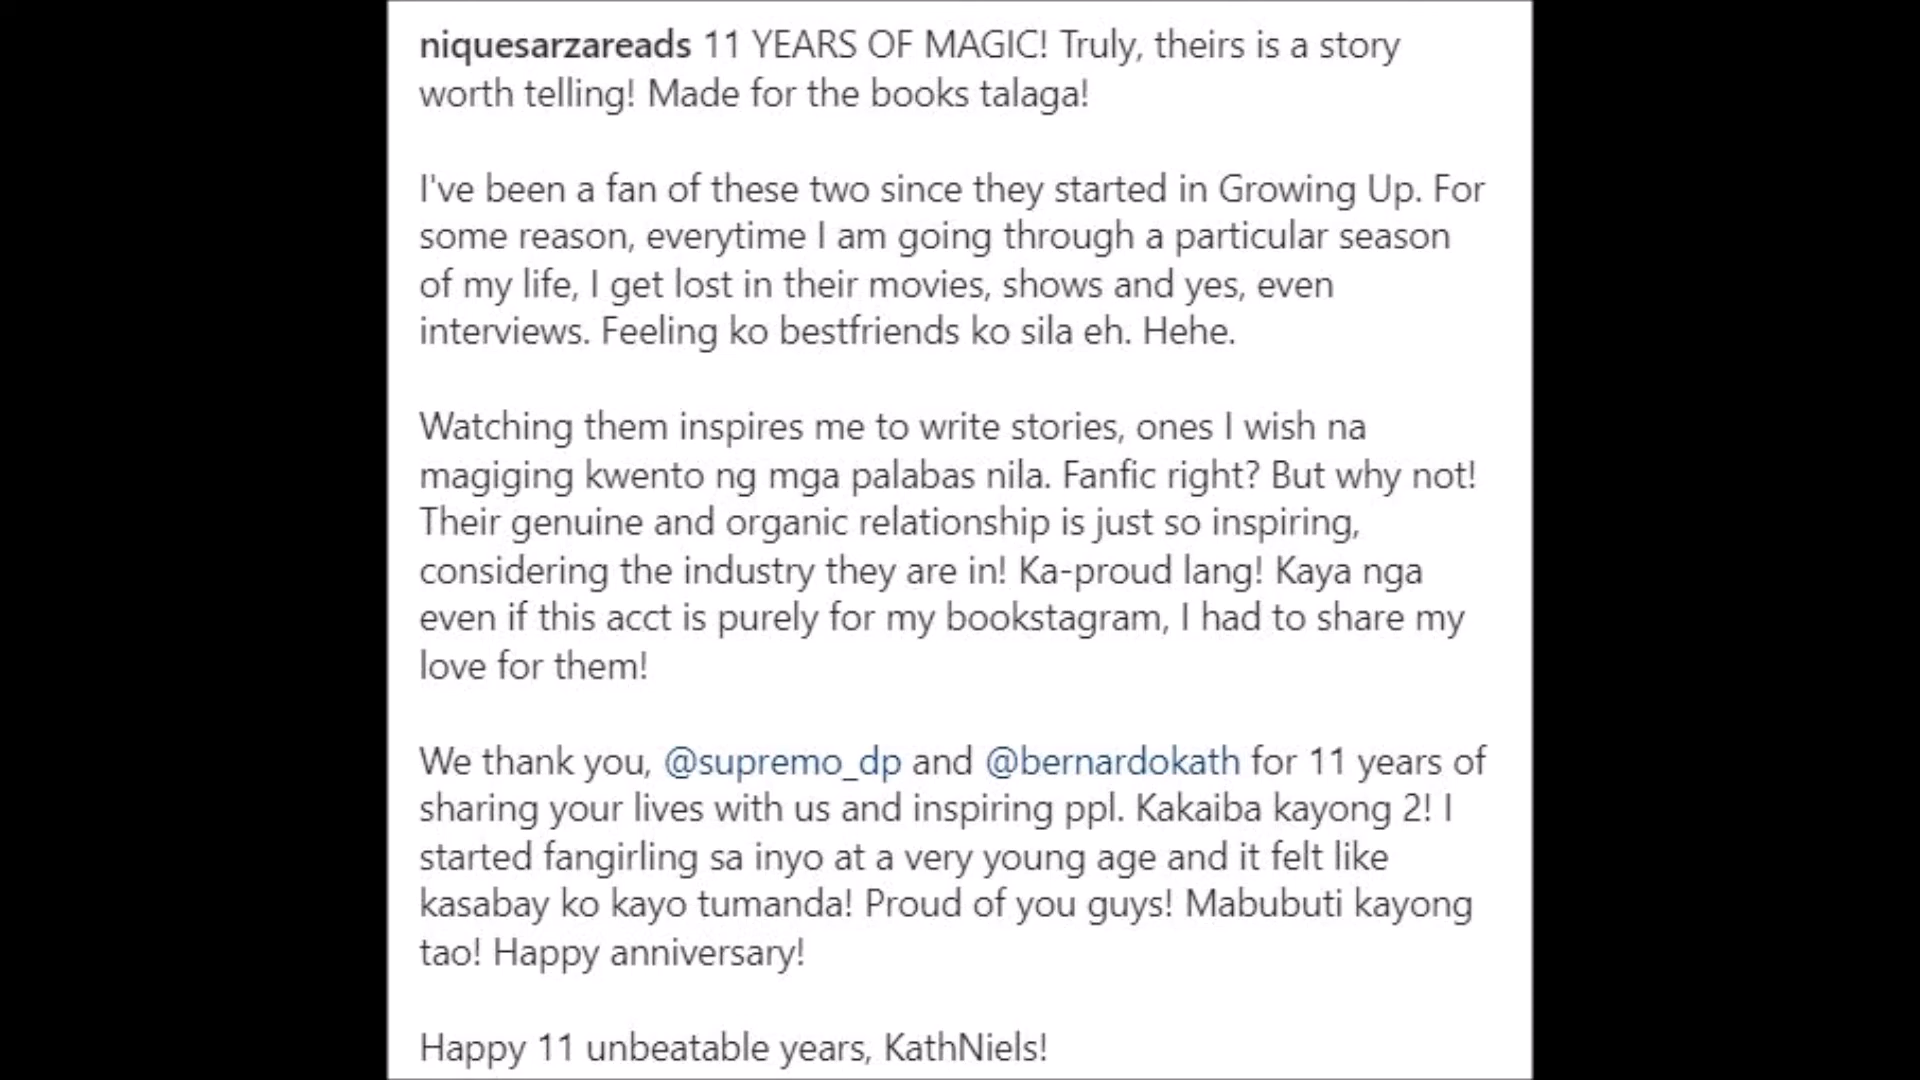 niquesarzareads 11 YEARS OF MAGIC! Truly, theirs is a story
worth telling! Made for the books talaga!
I've been a fan of these two since they started in Growing Up. For
some reason, everytime I am going through a particular season
of my life, I get lost in their movies, shows and yes, even
interviews. Feeling ko bestfriends ko sila eh. Hehe.
Watching them inspires me to write stories, ones I wish na
magiging kwento ng mga palabas nila. Fanfic right? But why not!
Their genuine and organic relationship is just so inspiring,
considering the industry they are in! Ka-proud lang! Kaya nga
even if this acct is purely for my bookstagram, I had to share my
love for them!
We thank you, @supremo_dp and @bernardokath for 11 years of
sharing your lives with us and inspiring ppl. Kakaiba kayong 2! I
started fangirling sa inyo at a very young age and it felt like
kasabay ko kayo tumanda! Proud of you guys! Mabubuti kayong
tao! Happy anniversary!
Happy 11 unbeatable years, KathNiels!